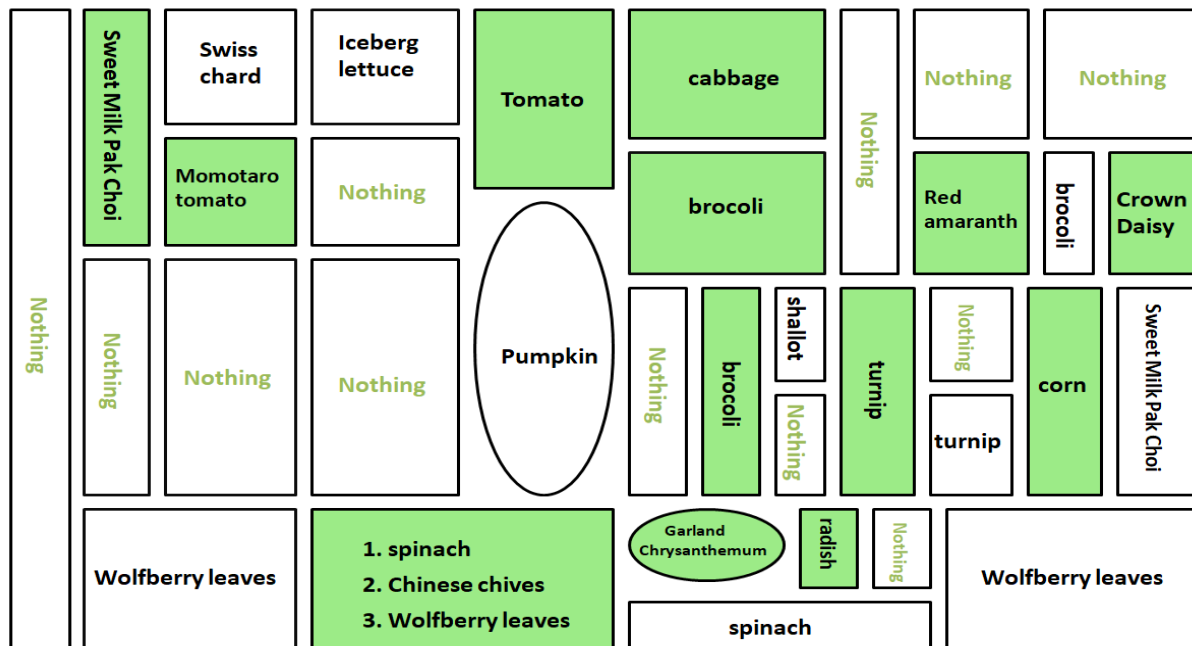 Nothing
Sweet Milk Pak Choi
Swiss
chard
Iceberg
lettuce
Tomato
cabbage
Nothing
Nothing
Nothing
Momotaro
tomato
Nothing
brocoli
Red
amaranth
brocoli
Crown
Daisy
Nothing
Nothing
Nothing
Pumpkin
Nothing
brocoli
shallot
Nothing
turnip
Nothing
turnip
corn
Sweet Milk Pak Choi
Wolfberry leaves
1. spinach
2. Chinese chives
3. Wolfberry leaves
Garland
Chrysanthemum
radish
Nothing
spinach
Wolfberry leaves